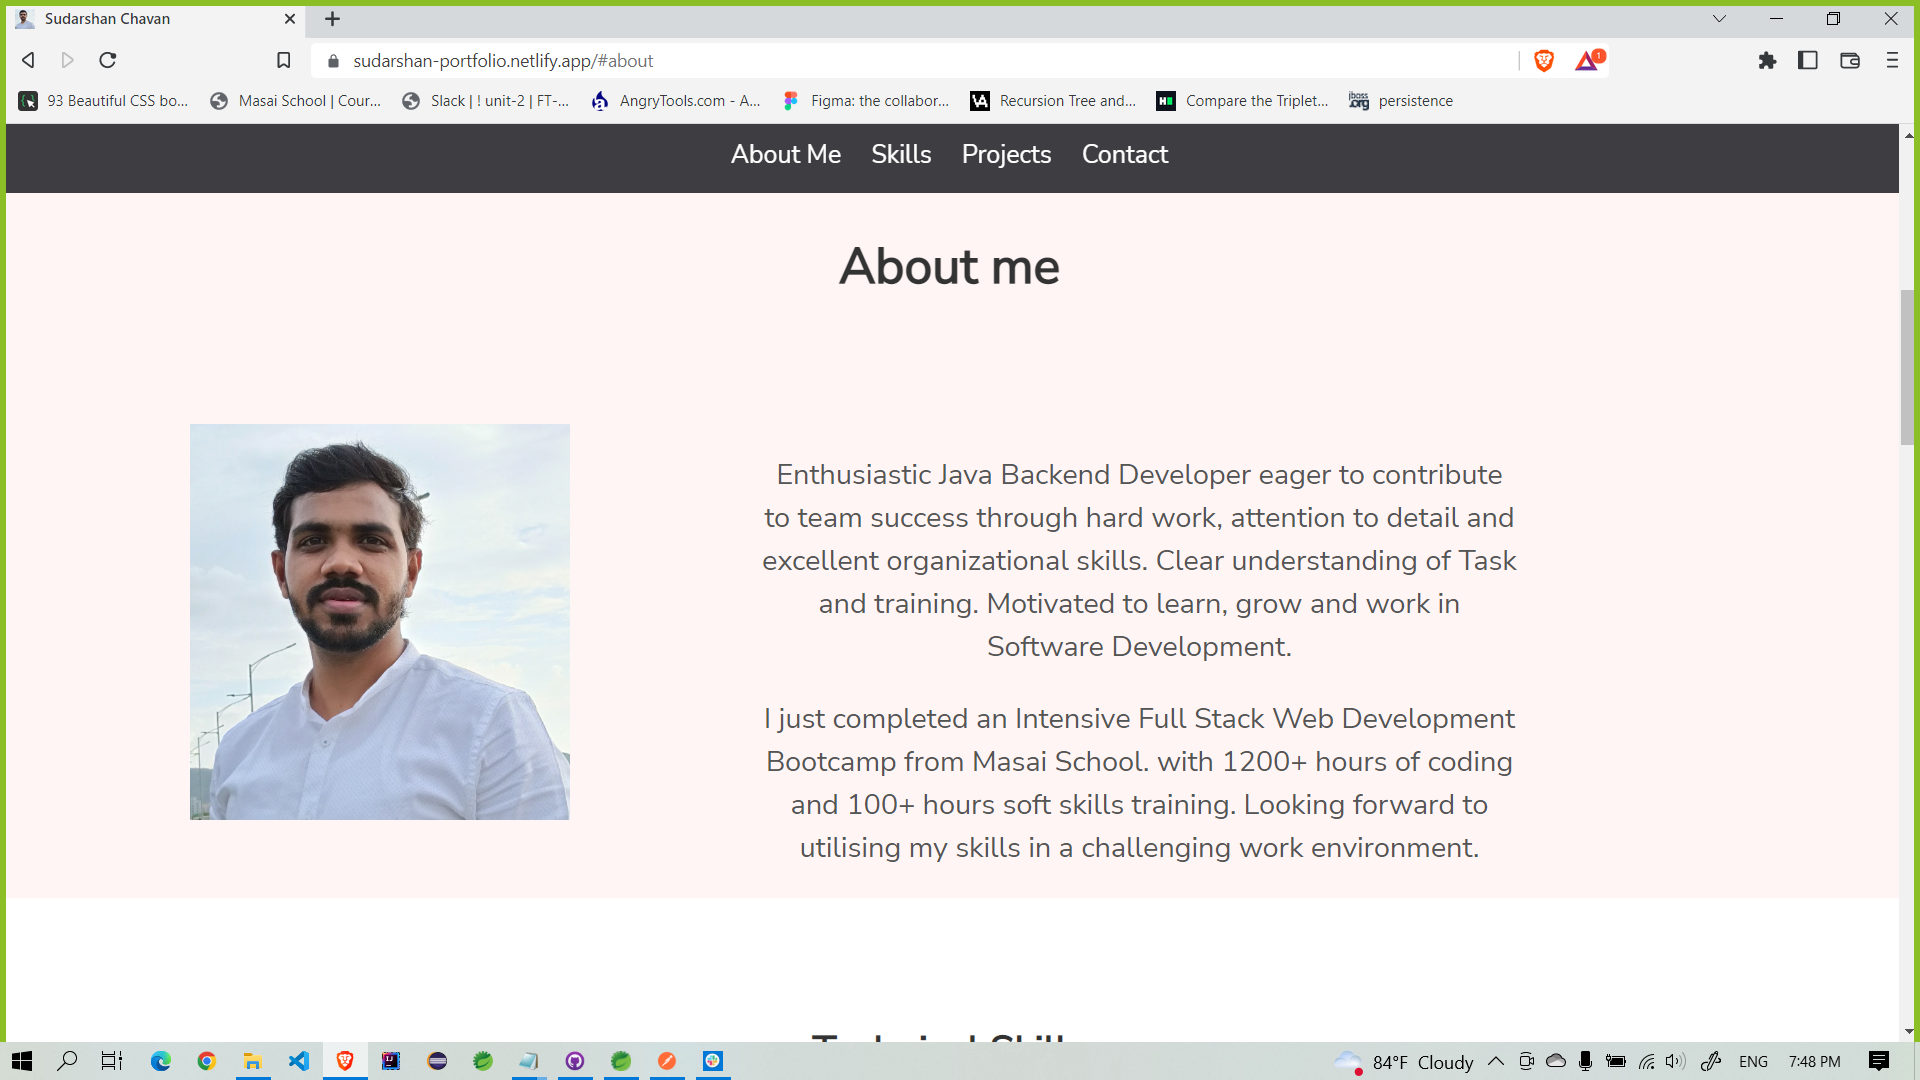 Sudarshan Chavan
sudarshan-portfolio.netlify.app/#about
1
93 Beautiful CSS bo...
Masai School | Cour...
Slack | ! unit-2 | FT-...
AngryTools.com - A...
Figma: the collabor...
Recursion Tree and...
Compare the Triplet...
jboss.org
persistence
About Me
Skills
Projects
Contact
About me
Enthusiastic Java Backend Developer eager to contribute
to team success through hard work, attention to detail and
excellent organizational skills. Clear understanding of Task
and training. Motivated to learn, grow and work in
Software Development.
I just completed an Intensive Full Stack Web Development
Bootcamp from Masai School. with 1200+ hours of coding
and 100+ hours soft skills training. Looking forward to
utilising my skills in a challenging work environment.
84°F Cloudy
ENG
7:48 PM